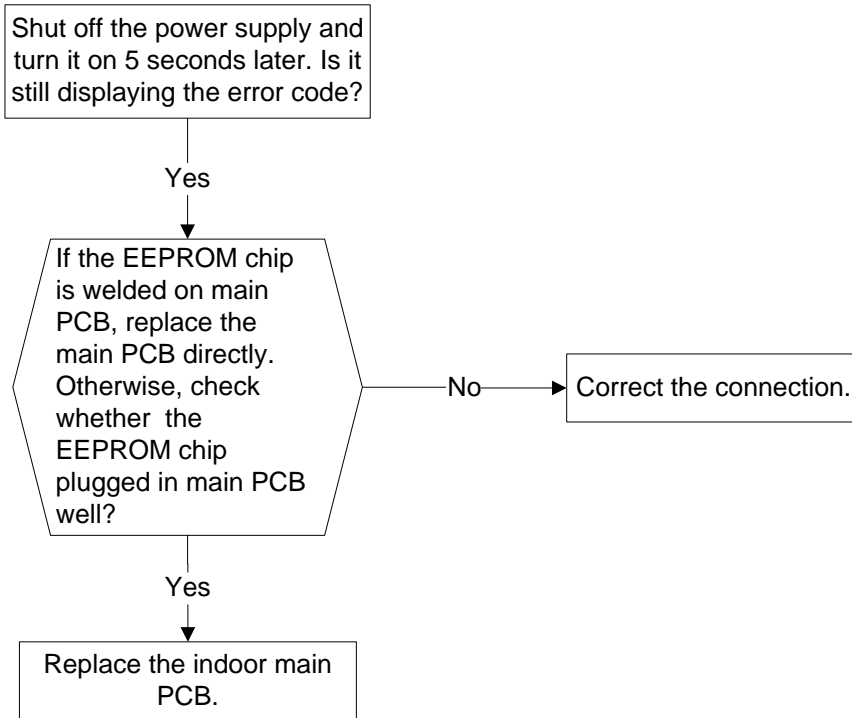 Shut off the power supply and
turn it on 5 seconds later. Is it
still displaying the error code?
Yes
If the EEPROM chip
is welded on main
PCB, replace the
main PCB directly.
Otherwise, check
whether the
EEPROM chip
plugged in main PCB
well?
No
Correct the connection.
Yes
Replace the indoor main
PCB.